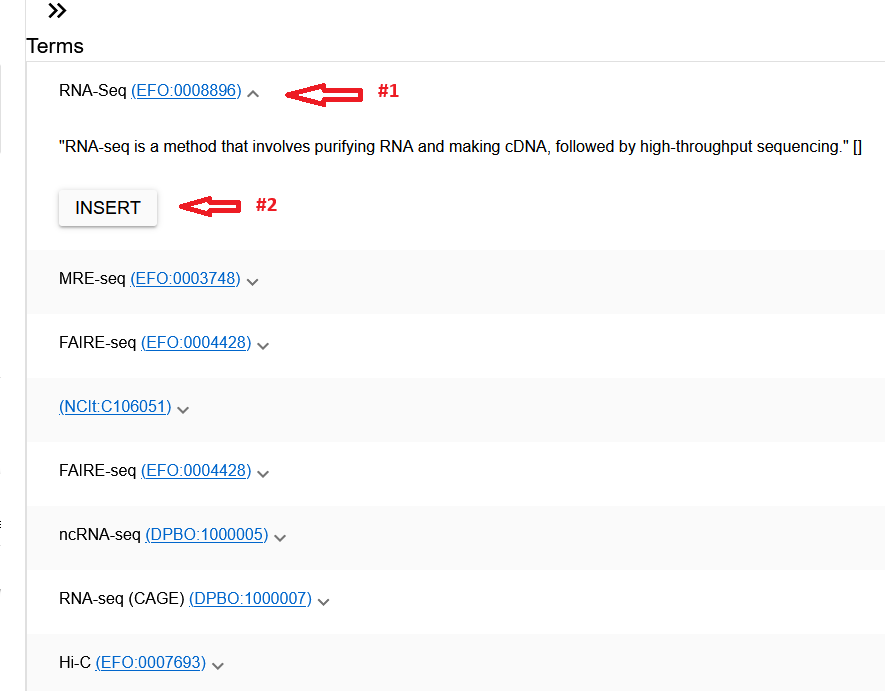 Terms
RNA-Seq (EFO:0008896) #1
"RNA-seq is a method that involves purifying RNA and making cDNA, followed by high-throughput sequencing." []
INSERT #2
MRE-seq (EFO:0003748)
FAIRE-seq (EFO:0004428)
(NCIt:C106051)
FAIRE-seq (EFO:0004428)
ncRNA-seq (DPBO:1000005)
RNA-seq (CAGE) (DPBO:1000007)
Hi-C (EFO:0007693)